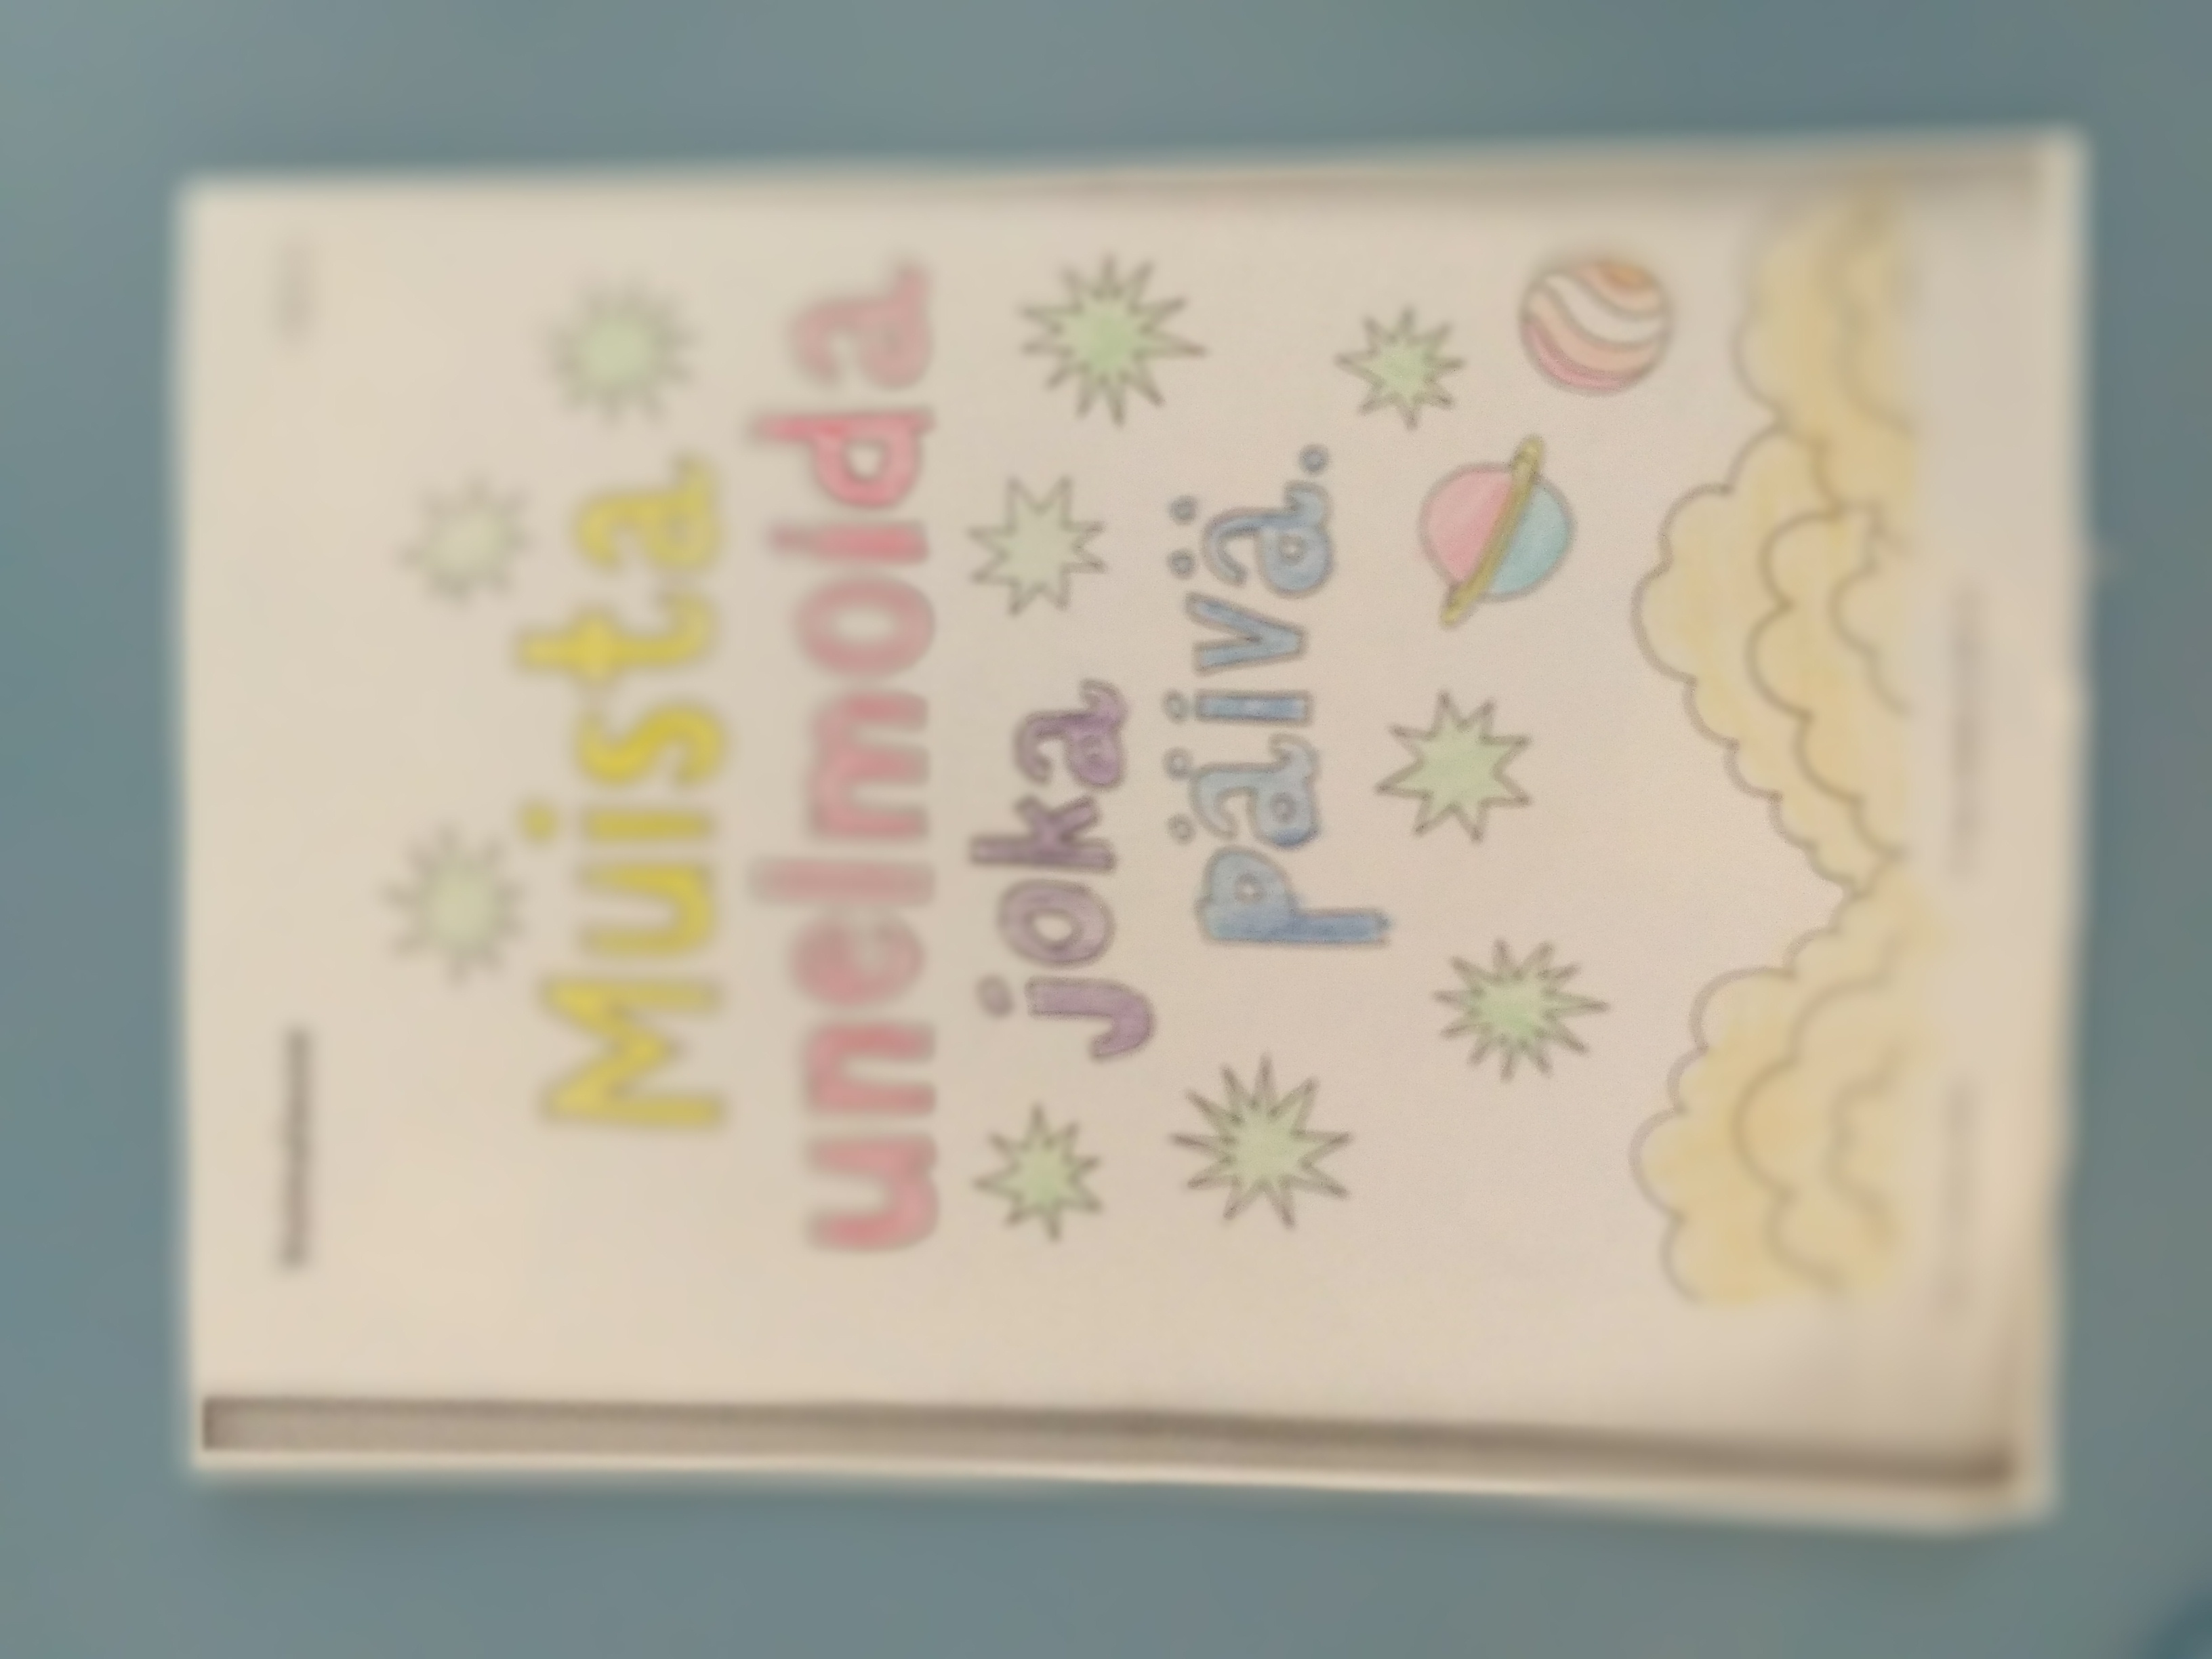 Muista
unelmoida
joka
päivä.